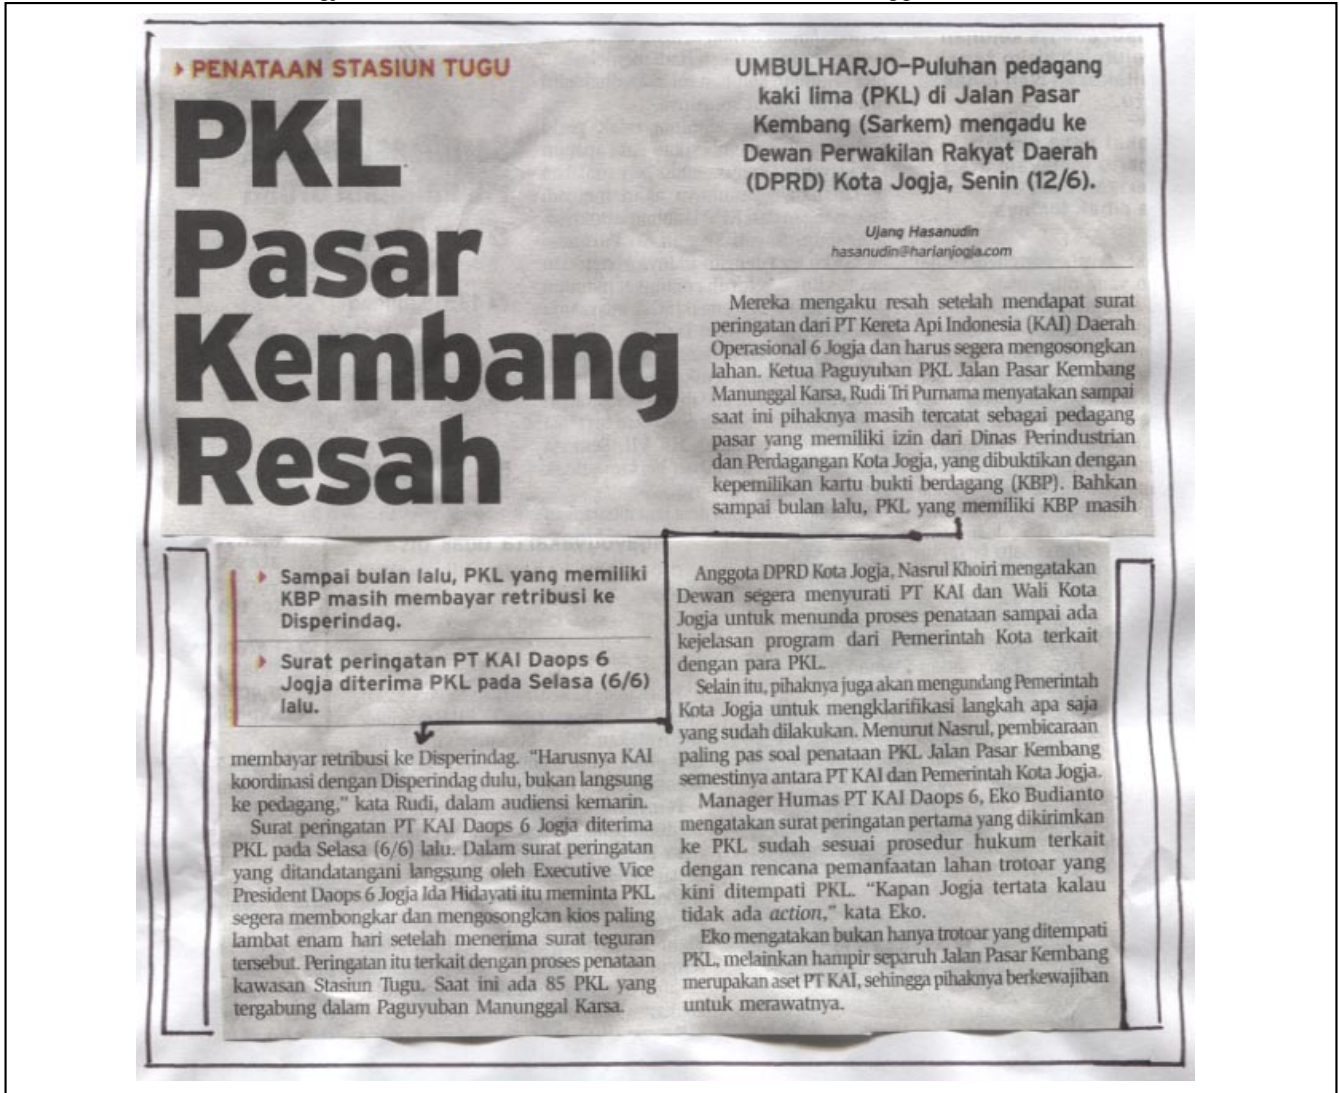 PENATAAN STASIUN TUGU
PKL
Pasar
Kembang
Resah
UMBULHARJO–Puluhan pedagang
kaki lima (PKL) di Jalan Pasar
Kembang (Sarkem) mengadu ke
Dewan Perwakilan Rakyat Daerah
(DPRD) Kota Jogja, Senin (12/6).
Ujang Hasanudin
hasanudin@harianjogja.com
Mereka mengaku resah setelah mendapat surat
peringatan dari PT Kereta Api Indonesia (KAI) Daerah
Operasional 6 Jogja dan harus segera mengosongkan
lahan. Ketua Paguyuban PKL Jalan Pasar Kembang
Manunggal Karsa, Rudi Tri Purnama menyatakan sampai
saat ini pihaknya masih tercatat sebagai pedagang
pasar yang memiliki izin dari Dinas Perindustrian
dan Perdagangan Kota Jogja, yang dibuktikan dengan
kepemilikan kartu bukti berdagang (KBP). Bahkan
sampai bulan lalu, PKL yang memiliki KBP masih
Sampai bulan lalu, PKL yang memiliki
KBP masih membayar retribusi ke
Disperindag.
Surat peringatan PT KAI Daops 6
Jogja diterima PKL pada Selasa (6/6)
lalu.
membayar retribusi ke Disperindag. “Harusnya KAI
koordinasi dengan Disperindag dulu, bukan langsung
ke pedagang,” kata Rudi, dalam audiensi kemarin.
Surat peringatan PT KAI Daops 6 Jogja diterima
PKL pada Selasa (6/6) lalu. Dalam surat peringatan
yang ditandatangani langsung oleh Executive Vice
President Daops 6 Jogja Ida Hidayati itu meminta PKL
segera membongkar dan mengosongkan kios paling
lambat enam hari setelah menerima surat teguran
tersebut. Peringatan itu terkait dengan proses penataan
kawasan Stasiun Tugu. Saat ini ada 85 PKL yang
tergabung dalam Paguyuban Manunggal Karsa.
Anggota DPRD Kota Jogja, Nasrul Khoiri mengatakan
Dewan segera menyurati PT KAI dan Wali Kota
Jogja untuk menunda proses penataan sampai ada
kejelasan program dari Pemerintah Kota terkait
dengan para PKL.
Selain itu, pihaknya juga akan mengundang Pemerintah
Kota Jogja untuk mengklarifikasi langkah apa saja
yang sudah dilakukan. Menurut Nasrul, pembicaraan
paling pas soal penataan PKL Jalan Pasar Kembang
semestinya antara PT KAI dan Pemerintah Kota Jogja.
Manager Humas PT KAI Daops 6, Eko Budianto
mengatakan surat peringatan pertama yang dikirimkan
ke PKL sudah sesuai prosedur hukum terkait
dengan rencana pemanfaatan lahan trotoar yang
kini ditempati PKL. “Kapan Jogja tertata kalau
tidak ada action,” kata Eko.
Eko mengatakan bukan hanya trotoar yang ditempati
PKL, melainkan hampir separuh Jalan Pasar Kembang
merupakan aset PT KAI, sehingga pihaknya berkewajiban
untuk merawatnya.